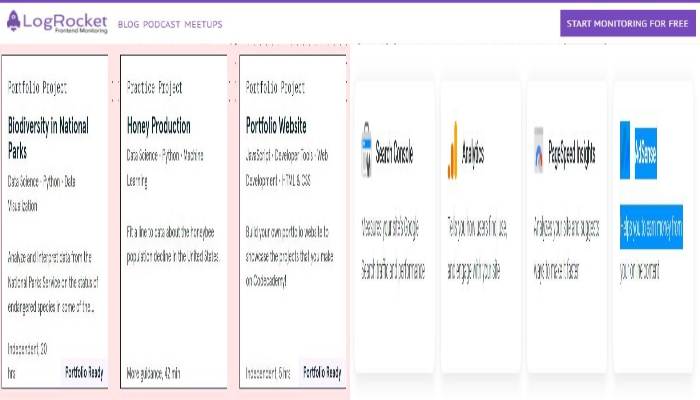 LogRocket
Frontend Monitoring
BLOG PODCAST MEETUPS
START MONITORING FOR FREE
Portfolio Project
Biodiversity in National
Parks
Data Science • Python • Data
Visualization
Analyze and interpret data from the
National Parks Service on the status of
endangered species in some of the...
Independent, 20
hrs
Portfolio Ready
Practice Project
Honey Production
Data Science • Python • Machine
Learning
Fit a line to data about the honeybee
population decline in the United States.
More guidance, 42 min
Portfolio Project
Portfolio Website
JavaScript • Developer Tools • Web
Development • HTML & CSS
Build your own portfolio website to
showcase the projects that you make
on Codecademy!
Independent, 6 hrs
Portfolio Ready
Search Console
Measures your site's Google
Search traffic and performance
Analytics
Tells you how users find, use,
and engage with your site
PageSpeed Insights
Analyzes your site and suggests
ways to make it faster
AdSense
Helps you to earn money from
your online content